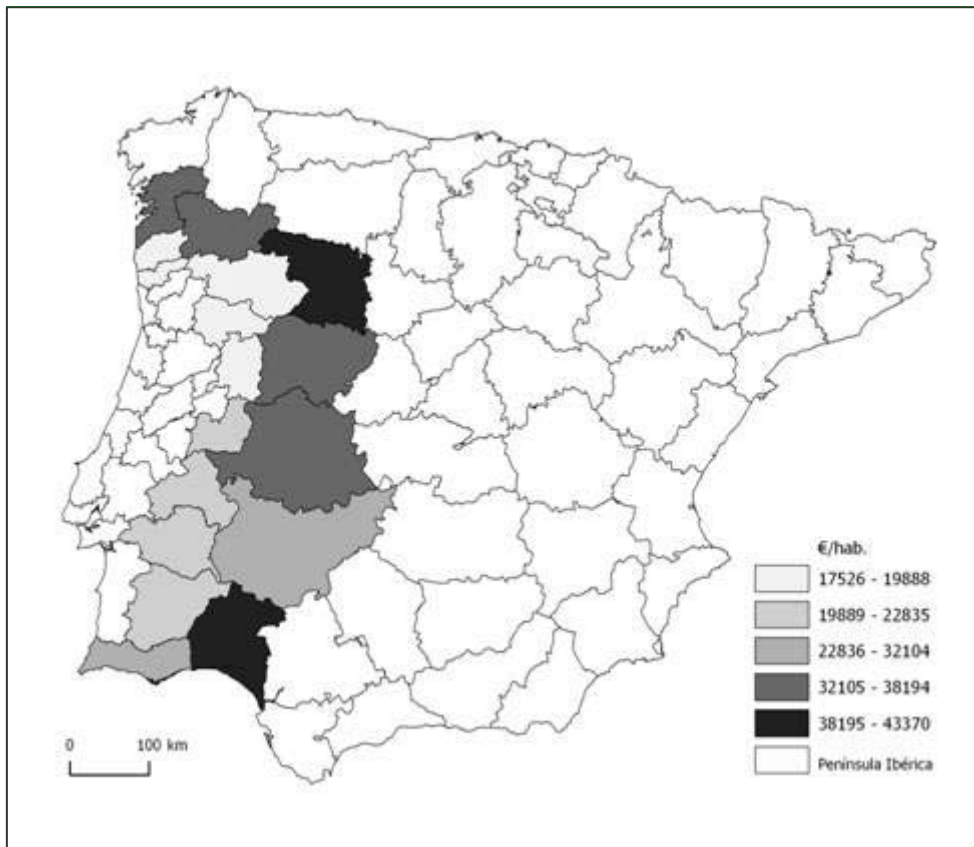 €/hab.
17526 - 19888
19889 - 22835
22836 - 32104
32105 - 38194
38195 - 43370
Península Ibérica
0 100 km